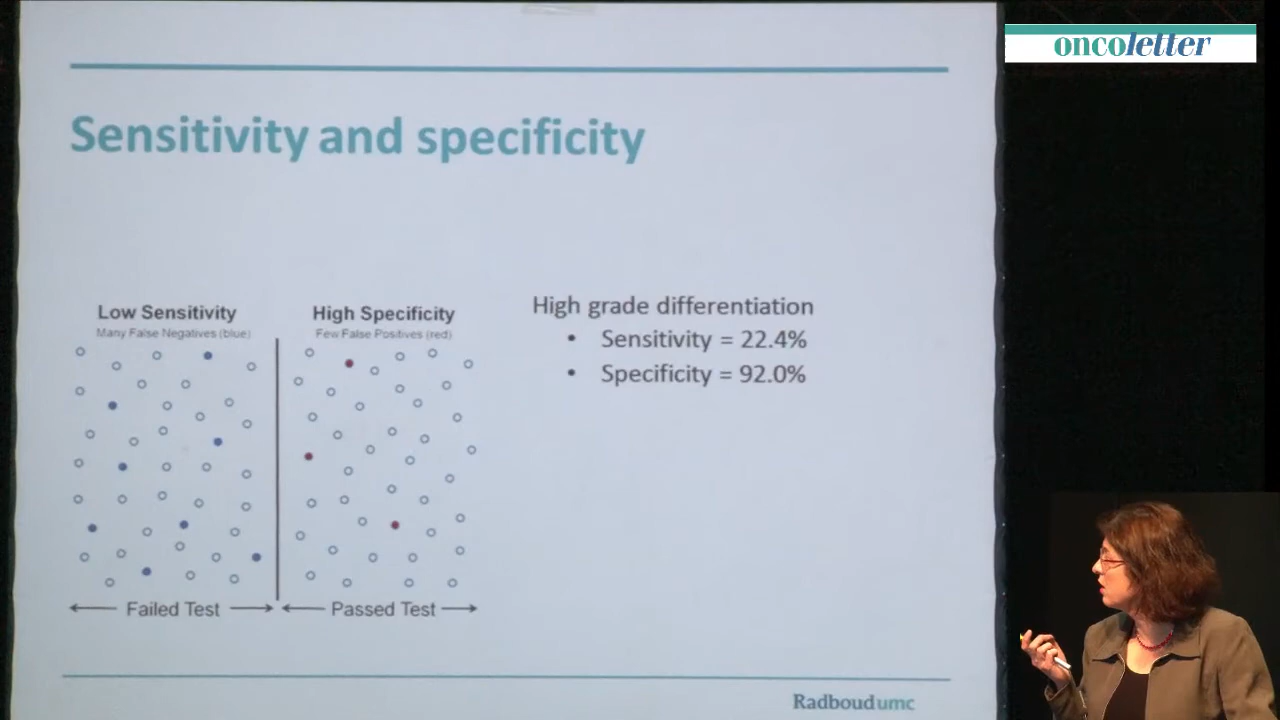 oncoletter
Sensitivity and specificity
Low Sensitivity
Many False Negatives (blue)
High Specificity
Few False Positives (red)
Failed Test
Passed Test
High grade differentiation
• Sensitivity = 22.4%
• Specificity = 92.0%
Radboudumc